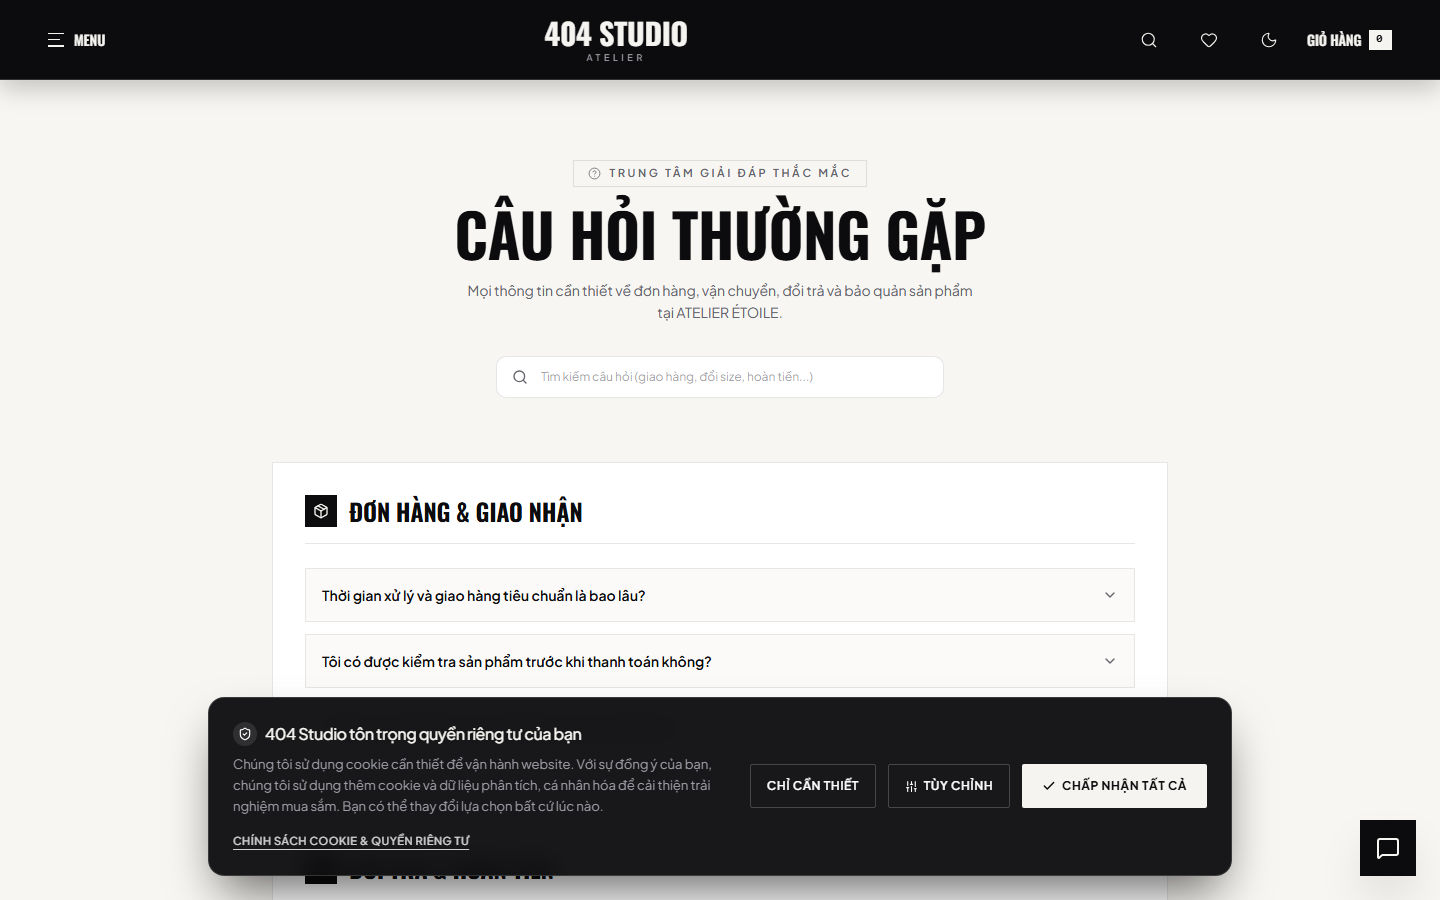 MENU
404 STUDIO
ATELIER
GIỎ HÀNG 0
TRUNG TÂM GIẢI ĐÁP THẮC MẮC
CÂU HỎI THƯỜNG GẶP
Mọi thông tin cần thiết về đơn hàng, vận chuyển, đổi trả và bảo quản sản phẩm
tại ATELIER ÉTOILE.
Tìm kiếm câu hỏi (giao hàng, đổi size, hoàn tiền...)
ĐƠN HÀNG & GIAO NHẬN
Thời gian xử lý và giao hàng tiêu chuẩn là bao lâu?
Tôi có được kiểm tra sản phẩm trước khi thanh toán không?
404 Studio tôn trọng quyền riêng tư của bạn
Chúng tôi sử dụng cookie cần thiết để vận hành website. Với sự đồng ý của bạn,
chúng tôi sử dụng thêm cookie và dữ liệu phân tích, cá nhân hóa để cải thiện trải
nghiệm mua sắm. Bạn có thể thay đổi lựa chọn bất cứ lúc nào.
CHÍNH SÁCH COOKIE & QUYỀN RIÊNG TƯ
CHỈ CẦN THIẾT
TÙY CHỈNH
CHẤP NHẬN TẤT CẢ